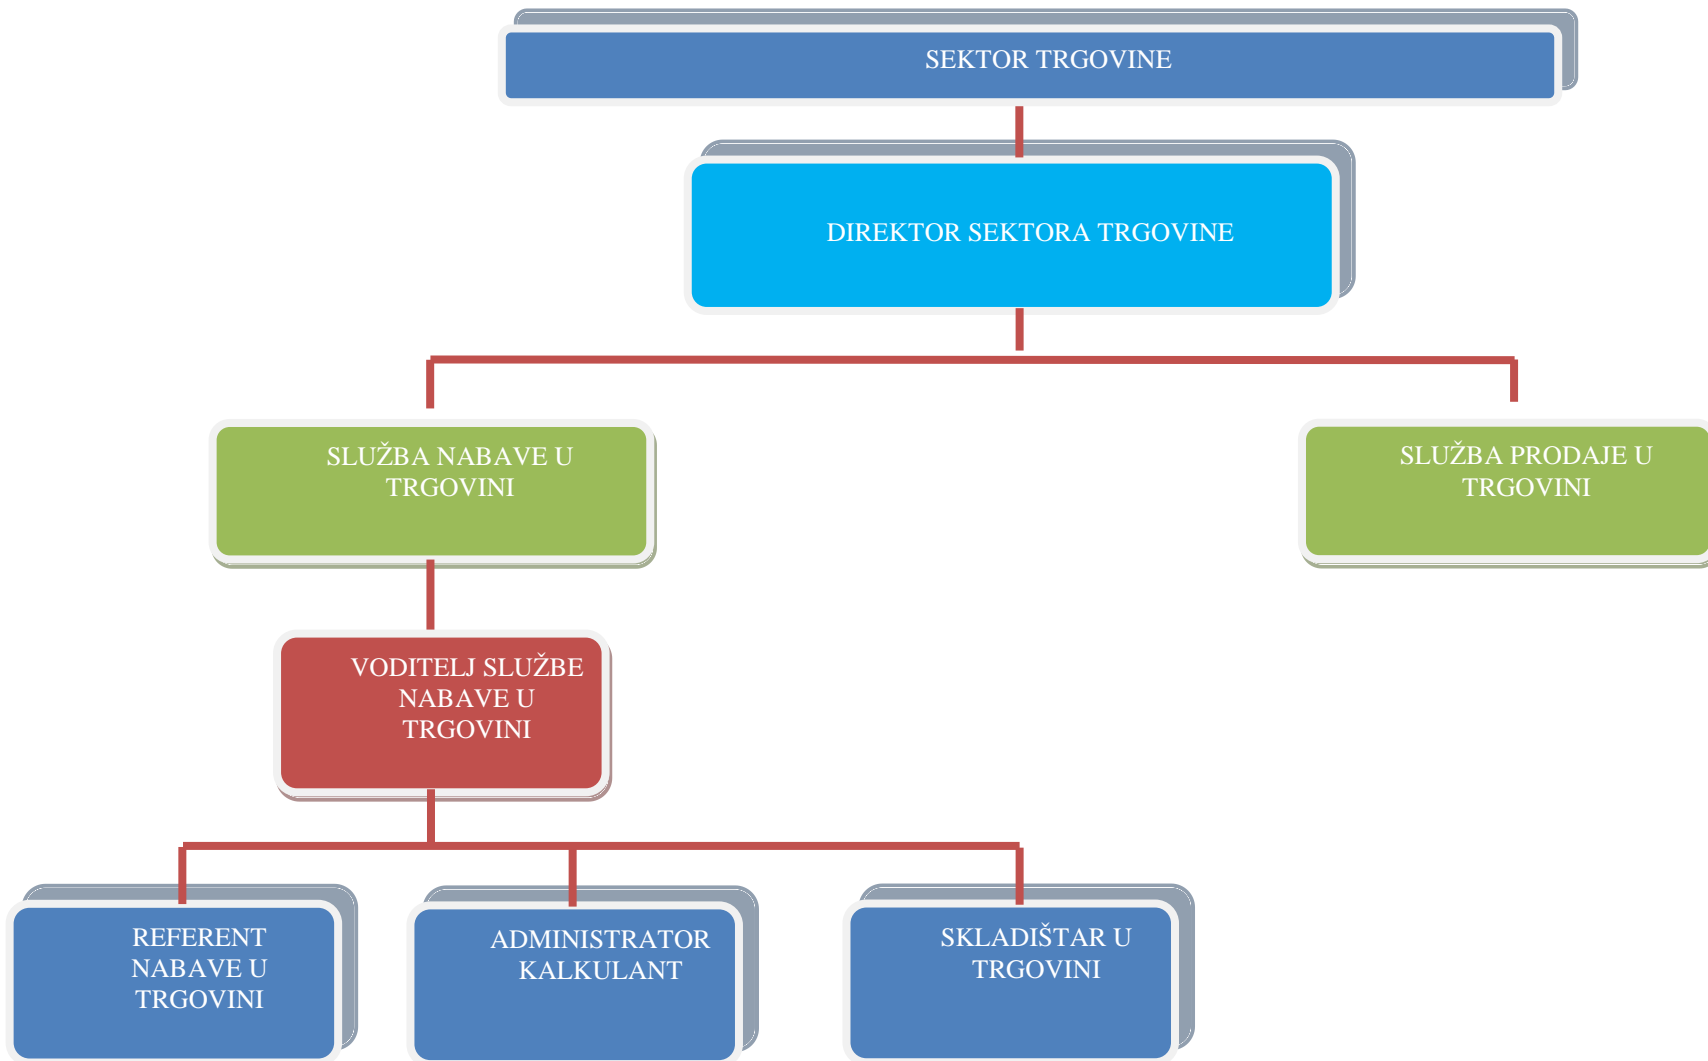 SEKTOR TRGOVINE
DIREKTOR SEKTORA TRGOVINE
SLUŽBA NABAVE U
TRGOVINI
SLUŽBA PRODAJE U
TRGOVINI
VODITELJ SLUŽBE
NABAVE U
TRGOVINI
REFERENT
NABAVE U
TRGOVINI
ADMINISTRATOR
KALKULANT
SKLADIŠTAR U
TRGOVINI